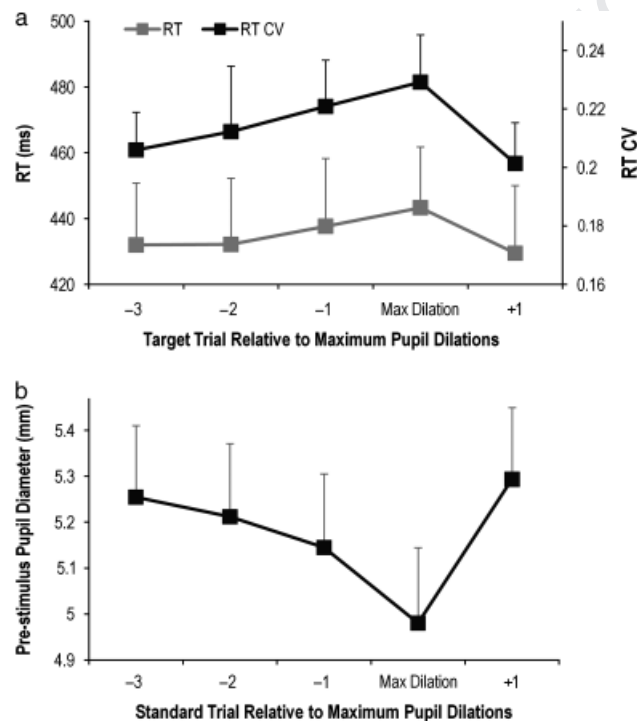 a
RT RT CV
500
480
460
440
420
RT (ms)
0.24
0.22
0.2
0.18
0.16
RT CV
–3 –2 –1 Max Dilation +1
Target Trial Relative to Maximum Pupil Dilations
b
5.4
5.3
5.2
5.1
5
4.9
Pre-stimulus Pupil Diameter (mm)
–3 –2 –1 Max Dilation +1
Standard Trial Relative to Maximum Pupil Dilations